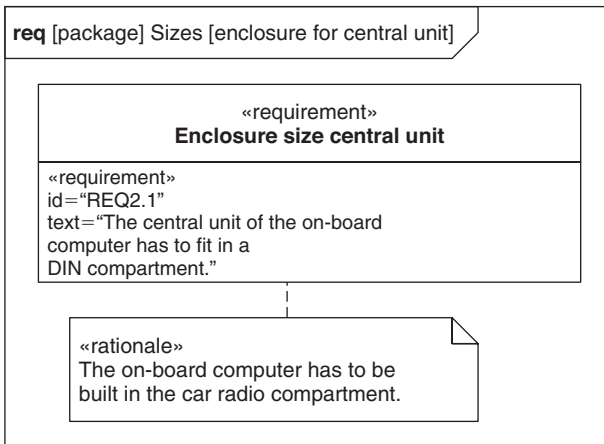 req [package] Sizes [enclosure for central unit]
«requirement»
Enclosure size central unit
«requirement»
id=“REQ2.1”
text=“The central unit of the on-board
computer has to fit in a
DIN compartment.”
«rationale»
The on-board computer has to be
built in the car radio compartment.